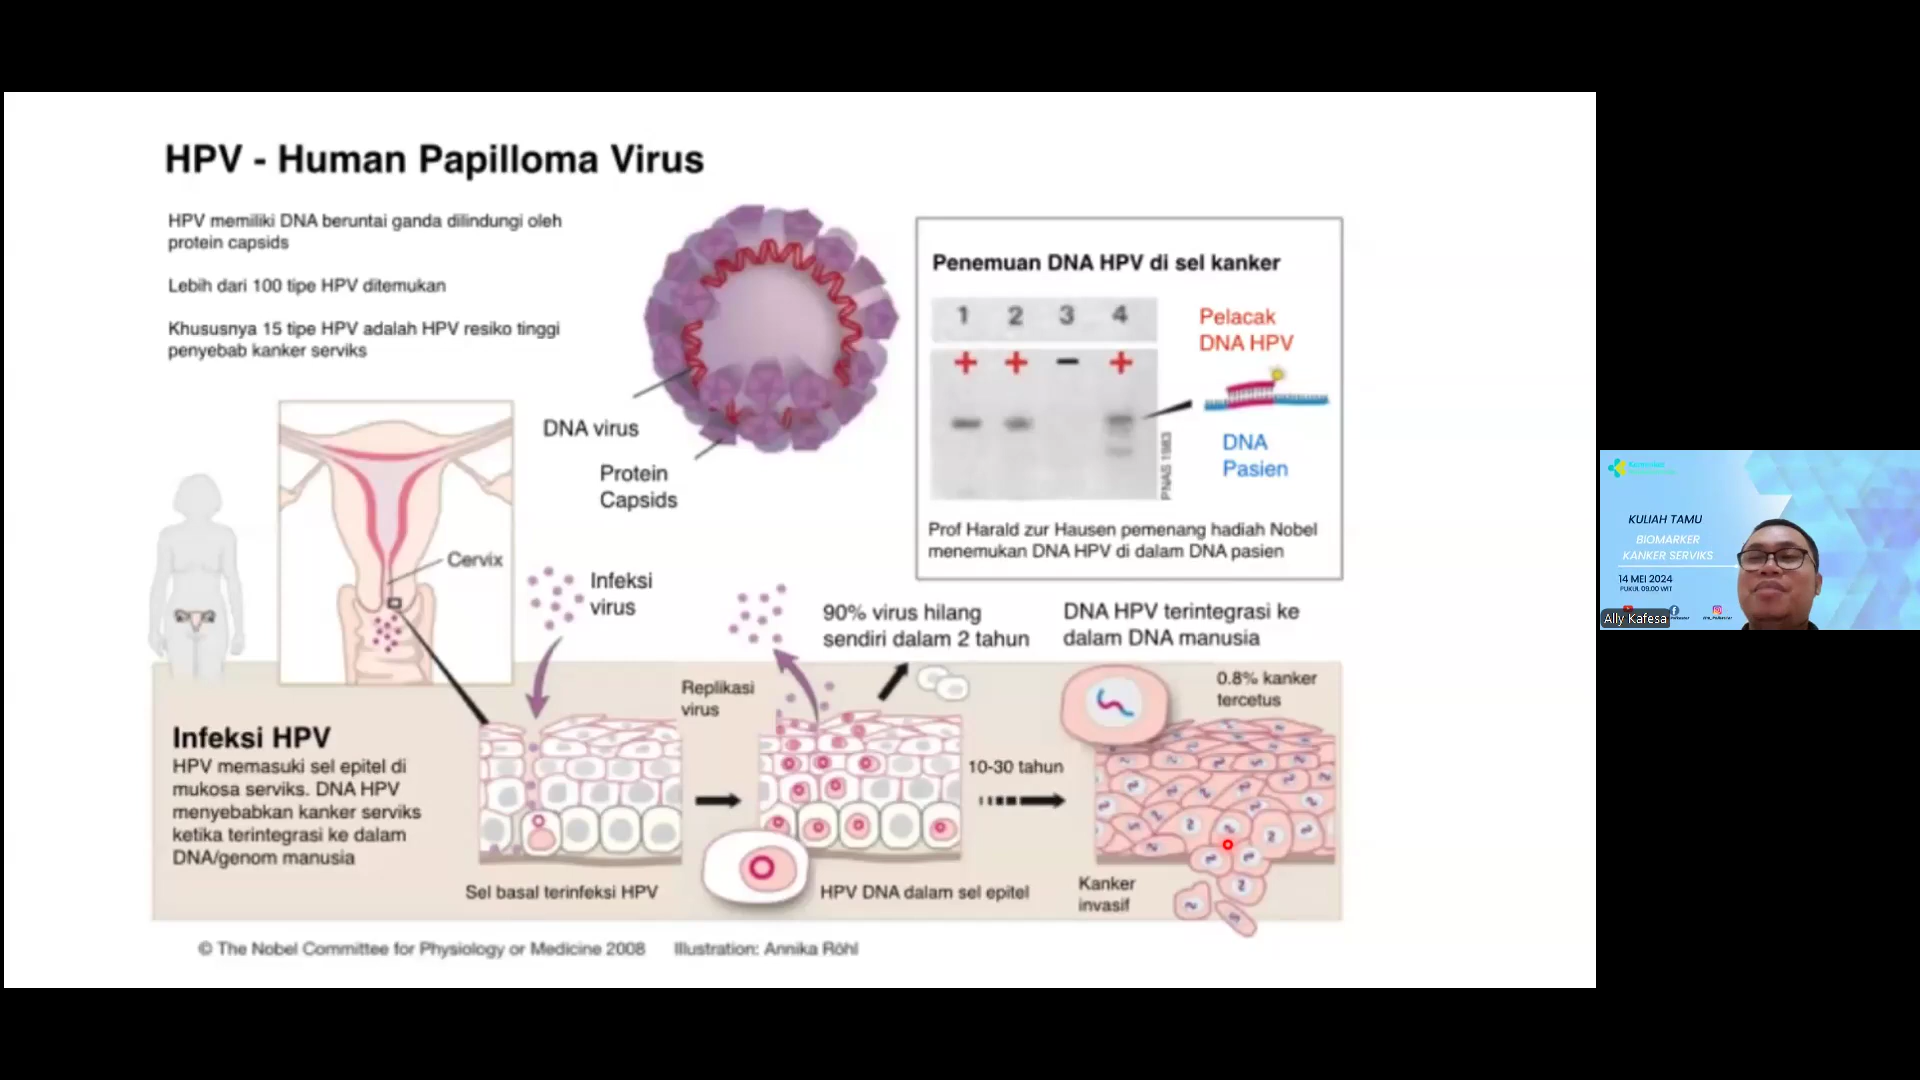 HPV - Human Papilloma Virus
HPV memiliki DNA beruntai ganda dilindungi oleh
protein capsids
Lebih dari 100 tipe HPV ditemukan
Khususnya 15 tipe HPV adalah HPV resiko tinggi
penyebab kanker serviks
DNA virus
Protein
Capsids
Penemuan DNA HPV di sel kanker
1 2 3 4
+ + − +
Pelacak
DNA HPV
DNA
Pasien
PNAS 1983
Prof Harald zur Hausen pemenang hadiah Nobel
menemukan DNA HPV di dalam DNA pasien
Cervix
Infeksi
virus
90% virus hilang
sendiri dalam 2 tahun
DNA HPV terintegrasi ke
dalam DNA manusia
Replikasi
virus
0.8% kanker
tercetus
Infeksi HPV
HPV memasuki sel epitel di
mukosa serviks. DNA HPV
menyebabkan kanker serviks
ketika terintegrasi ke dalam
DNA/genom manusia
10-30 tahun
Sel basal terinfeksi HPV
HPV DNA dalam sel epitel
Kanker
invasif
© The Nobel Committee for Physiology or Medicine 2008 Illustration: Annika Röhl
KULIAH TAMU
BIOMARKER
KANKER SERVIKS
14 MEI 2024
PUKUL 09.00 WIT
Ally Kafesa